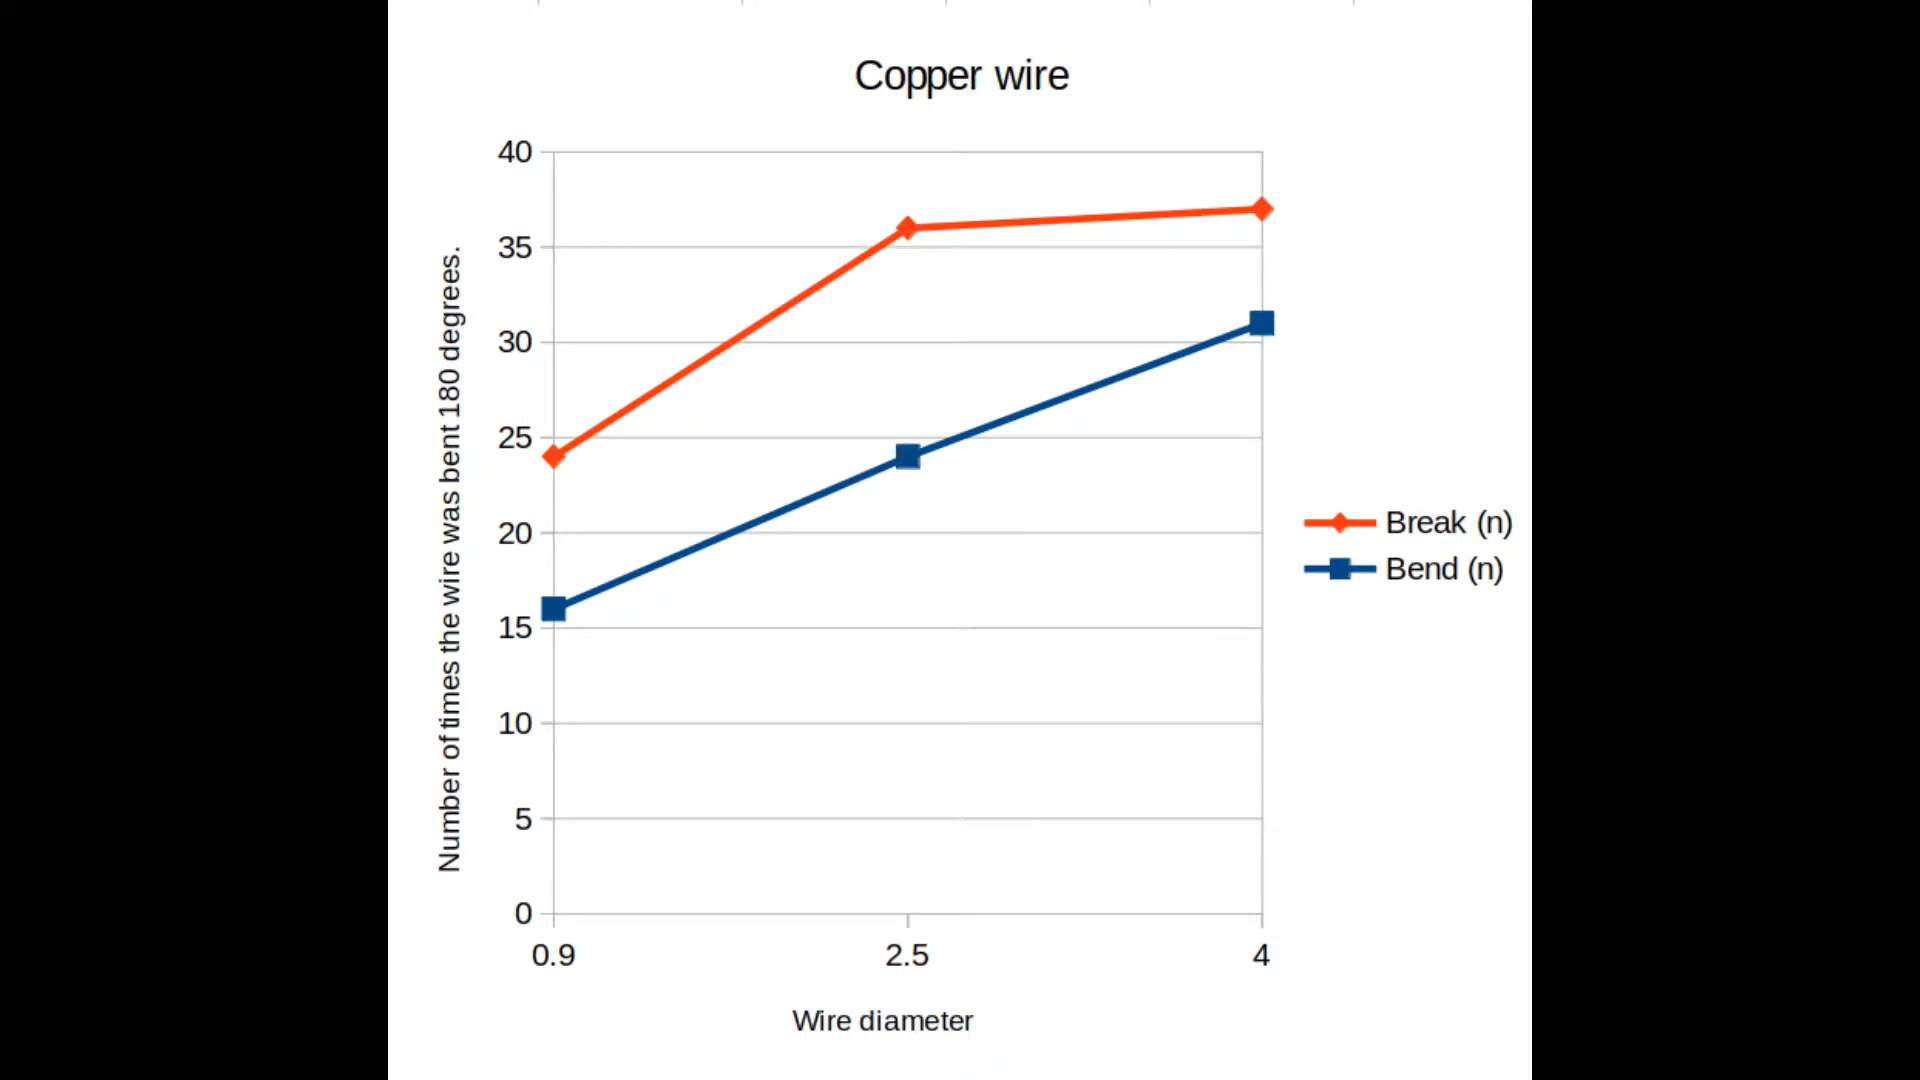 Copper wire
40
35
30
25
20
15
10
5
0
Number of times the wire was bent 180 degrees.
0.9 2.5 4
Wire diameter
Break (n)
Bend (n)